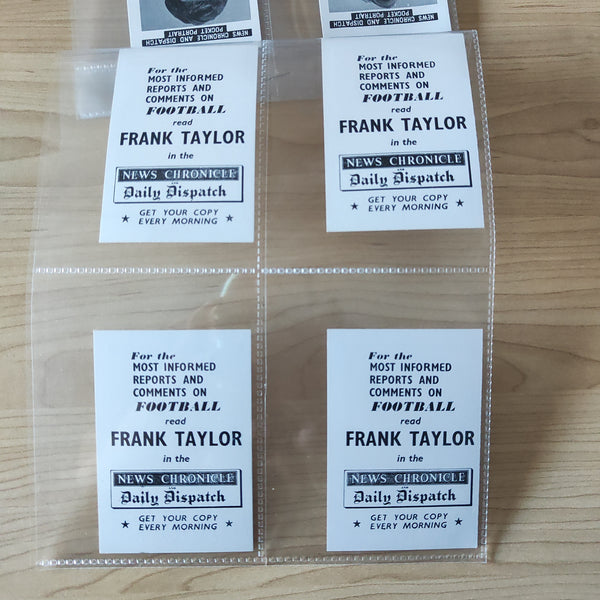 NEWS CHRONICLE AND DISPATCH
POCKET PORTRAIT
NEWS CHRONICLE AND DISPATCH
POCKET PORTRAIT
For the
MOST INFORMED
REPORTS AND
COMMENTS ON
FOOTBALL
read
FRANK TAYLOR
in the
NEWS CHRONICLE
AND
Daily Dispatch
★ GET YOUR COPY ★
EVERY MORNING
For the
MOST INFORMED
REPORTS AND
COMMENTS ON
FOOTBALL
read
FRANK TAYLOR
in the
NEWS CHRONICLE
AND
Daily Dispatch
★ GET YOUR COPY ★
EVERY MORNING
For the
MOST INFORMED
REPORTS AND
COMMENTS ON
FOOTBALL
read
FRANK TAYLOR
in the
NEWS CHRONICLE
AND
Daily Dispatch
★ GET YOUR COPY ★
EVERY MORNING
For the
MOST INFORMED
REPORTS AND
COMMENTS ON
FOOTBALL
read
FRANK TAYLOR
in the
NEWS CHRONICLE
AND
Daily Dispatch
★ GET YOUR COPY ★
EVERY MORNING